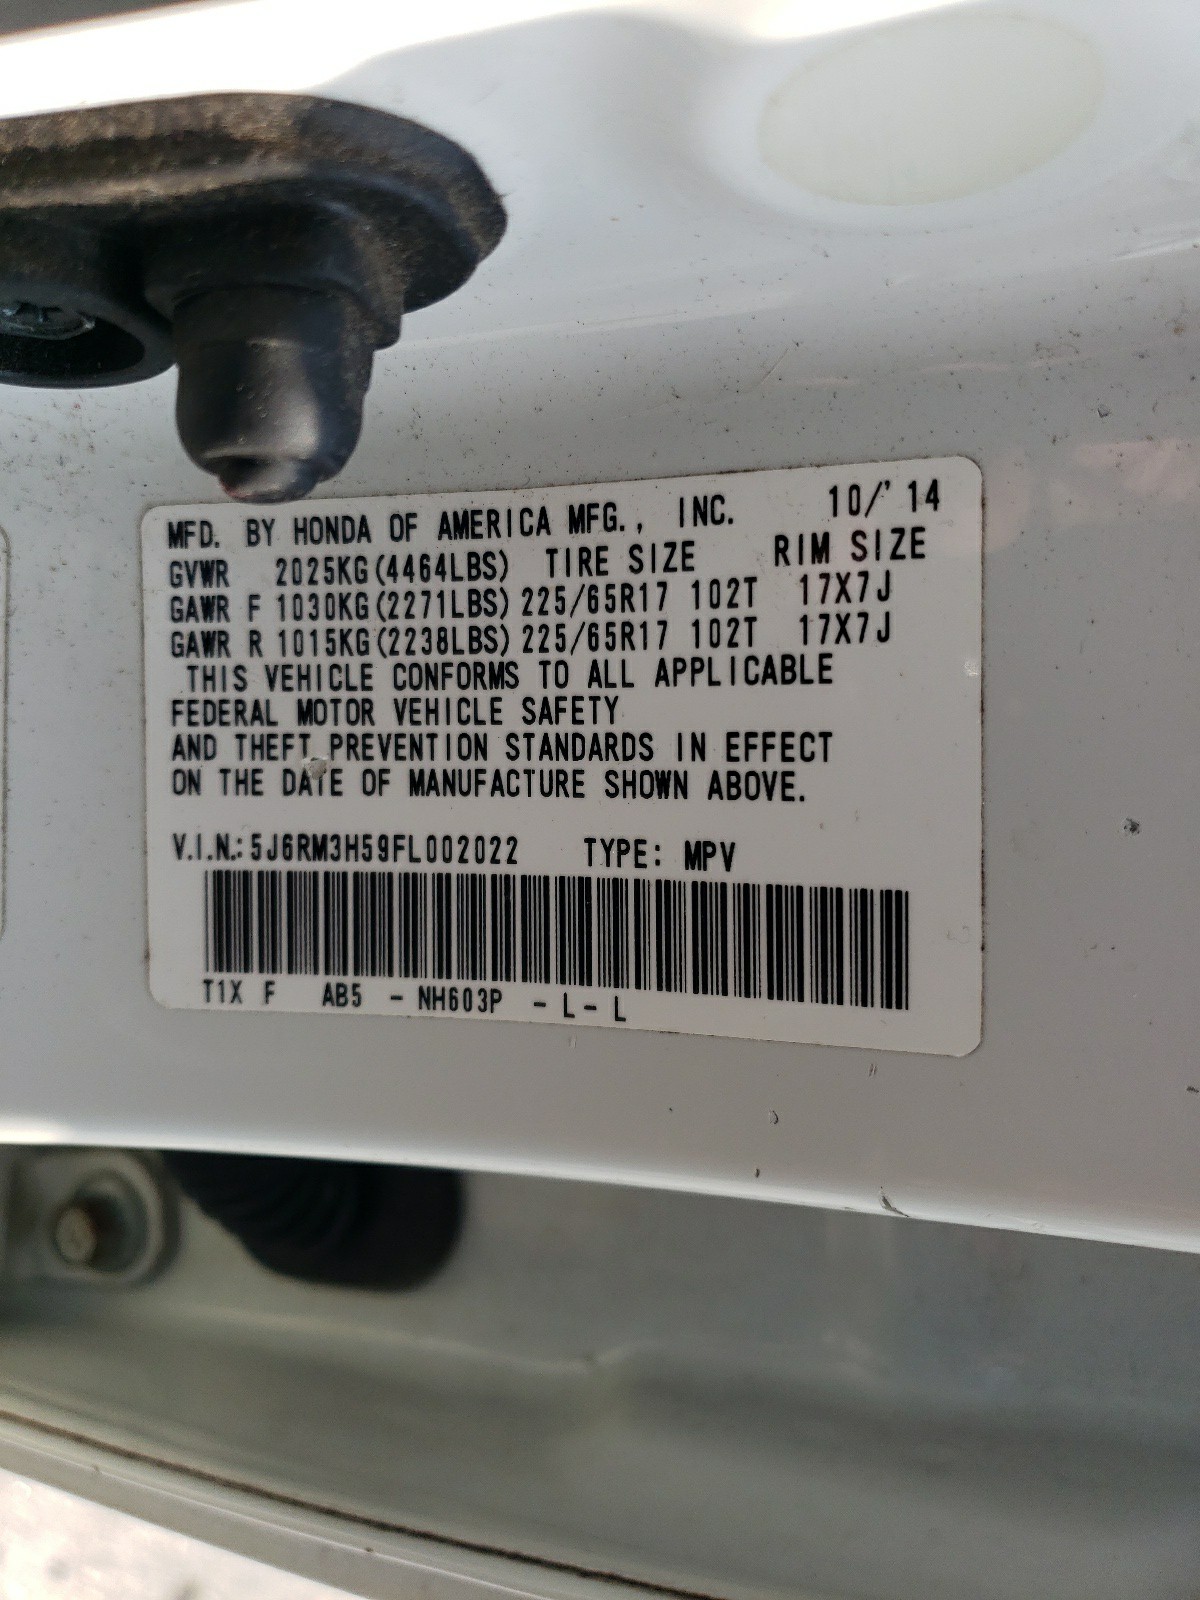 MFD. BY HONDA OF AMERICA MFG., INC. 10/'14
GVWR 2025KG(4464LBS) TIRE SIZE RIM SIZE
GAWR F 1030KG(2271LBS) 225/65R17 102T 17X7J
GAWR R 1015KG(2238LBS) 225/65R17 102T 17X7J
THIS VEHICLE CONFORMS TO ALL APPLICABLE
FEDERAL MOTOR VEHICLE SAFETY
AND THEFT PREVENTION STANDARDS IN EFFECT
ON THE DATE OF MANUFACTURE SHOWN ABOVE.
V.I.N.: 5J6RM3H59FL002022 TYPE: MPV
T1X F AB5 - NH603P - L - L